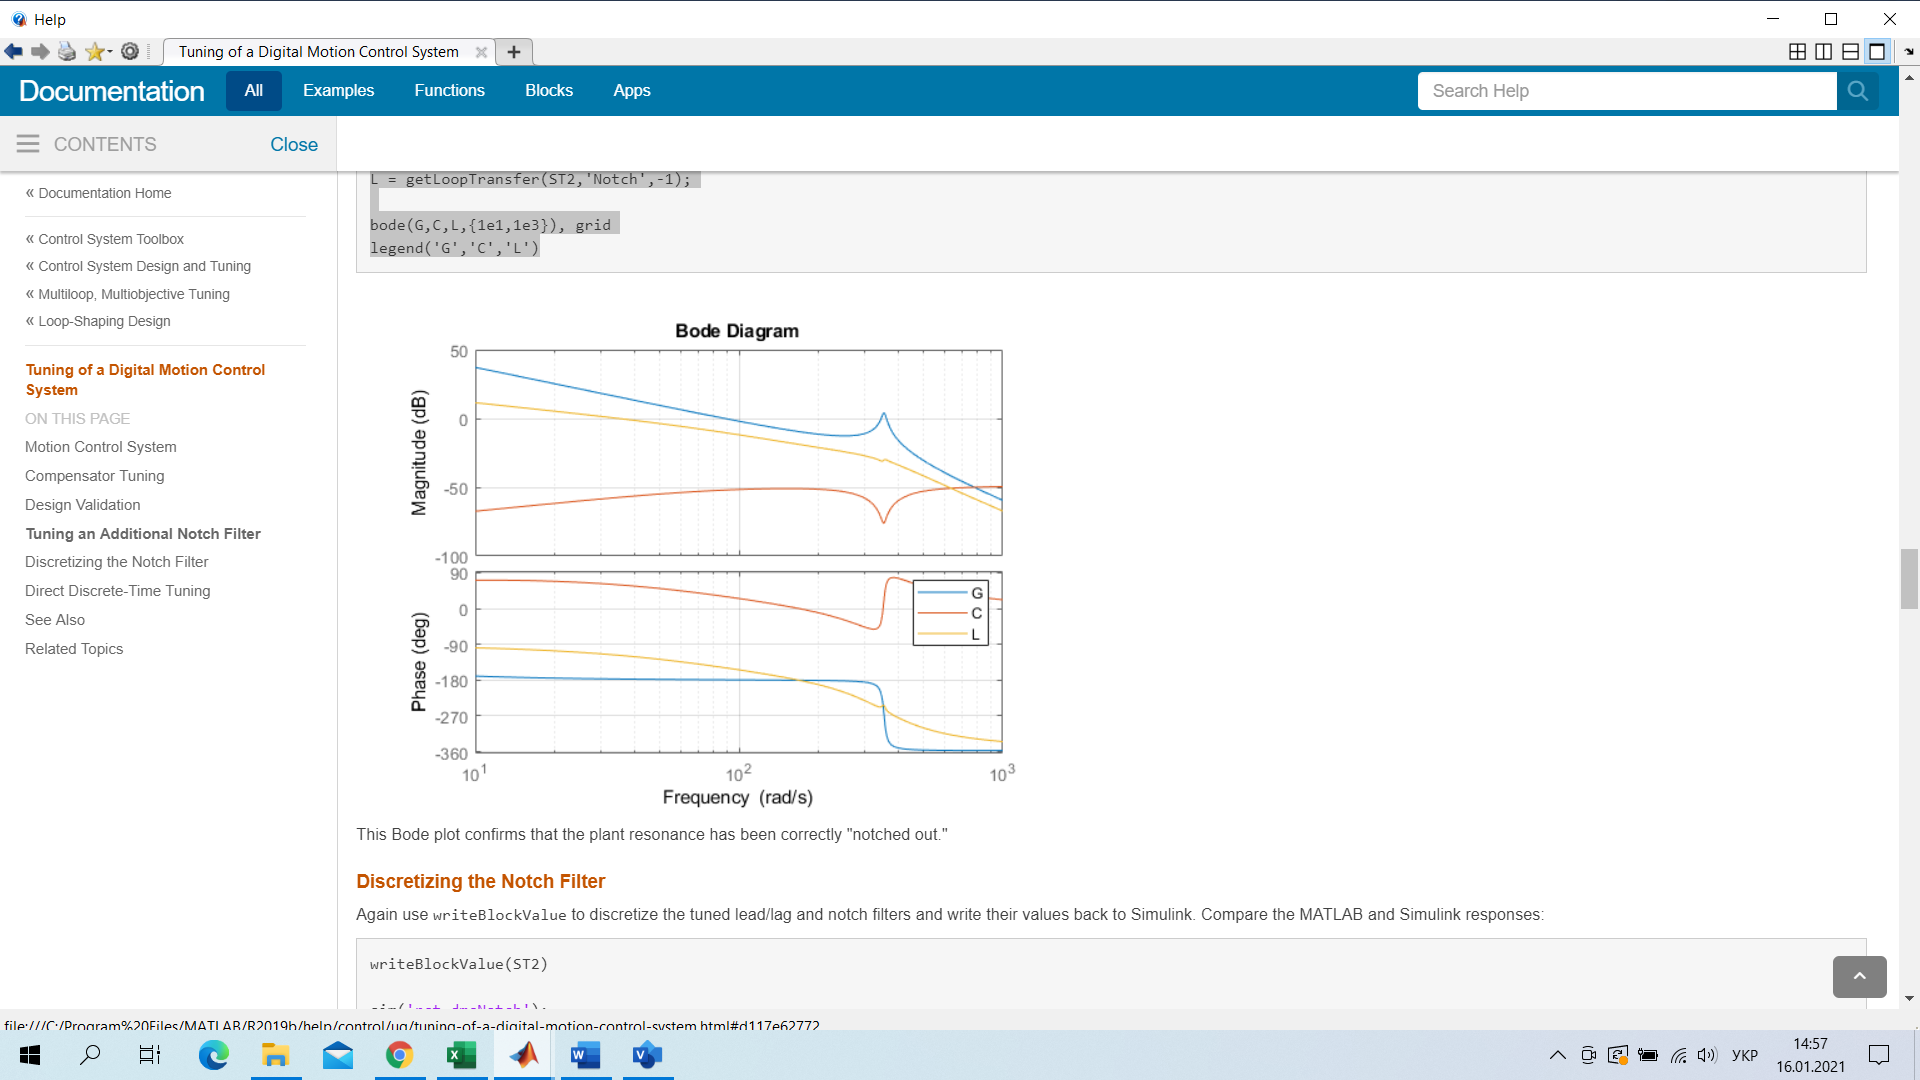 Help
Tuning of a Digital Motion Control System
Documentation
All
Examples
Functions
Blocks
Apps
Search Help
CONTENTS
Close
« Documentation Home
« Control System Toolbox
« Control System Design and Tuning
« Multiloop, Multiobjective Tuning
« Loop-Shaping Design
Tuning of a Digital Motion Control
System
ON THIS PAGE
Motion Control System
Compensator Tuning
Design Validation
Tuning an Additional Notch Filter
Discretizing the Notch Filter
Direct Discrete-Time Tuning
See Also
Related Topics
L = getLoopTransfer(ST2,'Notch',-1);
bode(G,C,L,{1e1,1e3}), grid
legend('G','C','L')
Bode Diagram
Magnitude (dB)
50
0
-50
-100
Phase (deg)
90
0
-90
-180
-270
-360
G
C
L
10^1
10^2
10^3
Frequency (rad/s)
This Bode plot confirms that the plant resonance has been correctly "notched out."
Discretizing the Notch Filter
Again use writeBlockValue to discretize the tuned lead/lag and notch filters and write their values back to Simulink. Compare the MATLAB and Simulink responses:
writeBlockValue(ST2)
file:///C:/Program%20Files/MATLAB/R2019b/help/control/ug/tuning-of-a-digital-motion-control-system.html#d117e62772
УКР
14:57
16.01.2021